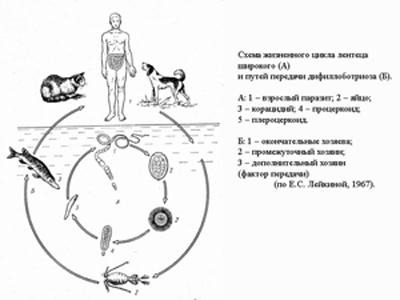 Схема жизненного цикла лентеца
широкого (А)
и путей передачи дифиллоботриоза (Б).
А: 1 – взрослый паразит; 2 – яйцо;
3 – корацидий; 4 – процеркоид;
5 – плероцеркоид.
Б: 1 – окончательные хозяева;
2 – промежуточный хозяин;
3 – дополнительный хозяин
(фактор передачи)
(по Е.С. Лейкиной, 1967).